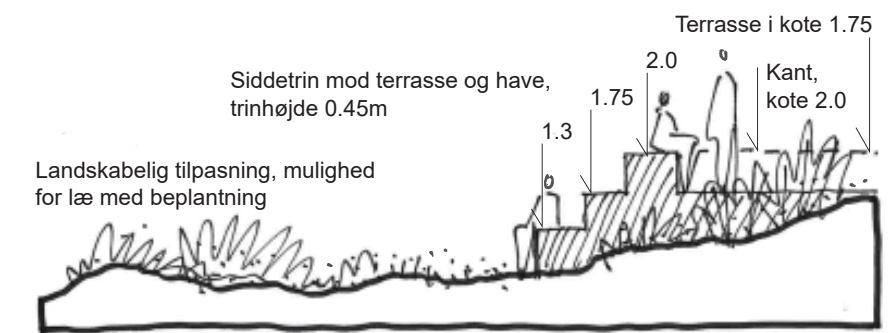 Terrasse i kote 1.75
2.0
Kant,
kote 2.0
Siddetrin mod terrasse og have,
trinhøjde 0.45m
1.75
1.3
Landskabelig tilpasning, mulighed
for læ med beplantning